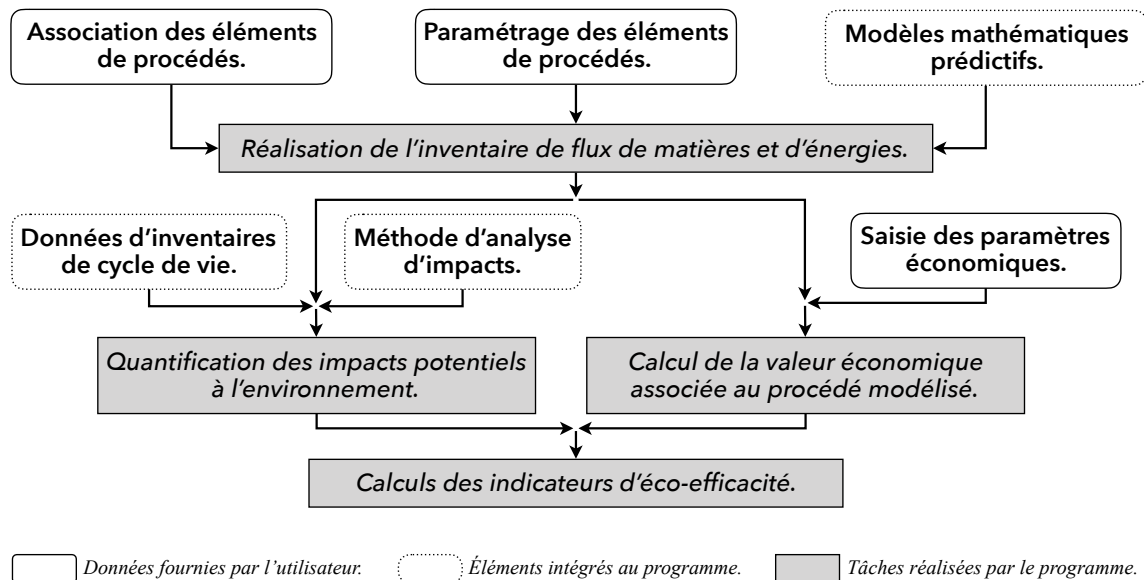 Association des éléments
de procédés.
Paramétrage des éléments
de procédés.
Modèles mathématiques
prédictifs.
Réalisation de l’inventaire de flux de matières et d’énergies.
Données d’inventaires
de cycle de vie.
Méthode d’analyse
d’impacts.
Saisie des paramètres
économiques.
Quantification des impacts potentiels
à l’environnement.
Calcul de la valeur économique
associée au procédé modélisé.
Calculs des indicateurs d’éco-efficacité.
Données fournies par l’utilisateur.
Éléments intégrés au programme.
Tâches réalisées par le programme.